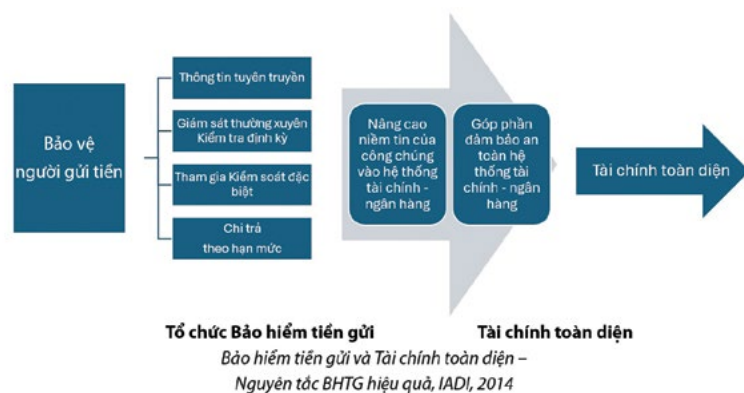 Bảo vệ
người gửi tiền
Thông tin tuyên truyền
Giám sát thường xuyên
Kiểm tra định kỳ
Tham gia Kiểm soát đặc
biệt
Chi trả
theo hạn mức
Nâng cao
niềm tin của
công chúng
vào hệ thống
tài chính -
ngân hàng
Góp phần
đảm bảo an
toàn hệ
thống tài
chính - ngân
hàng
Tài chính toàn diện
Tổ chức Bảo hiểm tiền gửi
Tài chính toàn diện
Bảo hiểm tiền gửi và Tài chính toàn diện –
Nguyên tắc BHTG hiệu quả, IADI, 2014